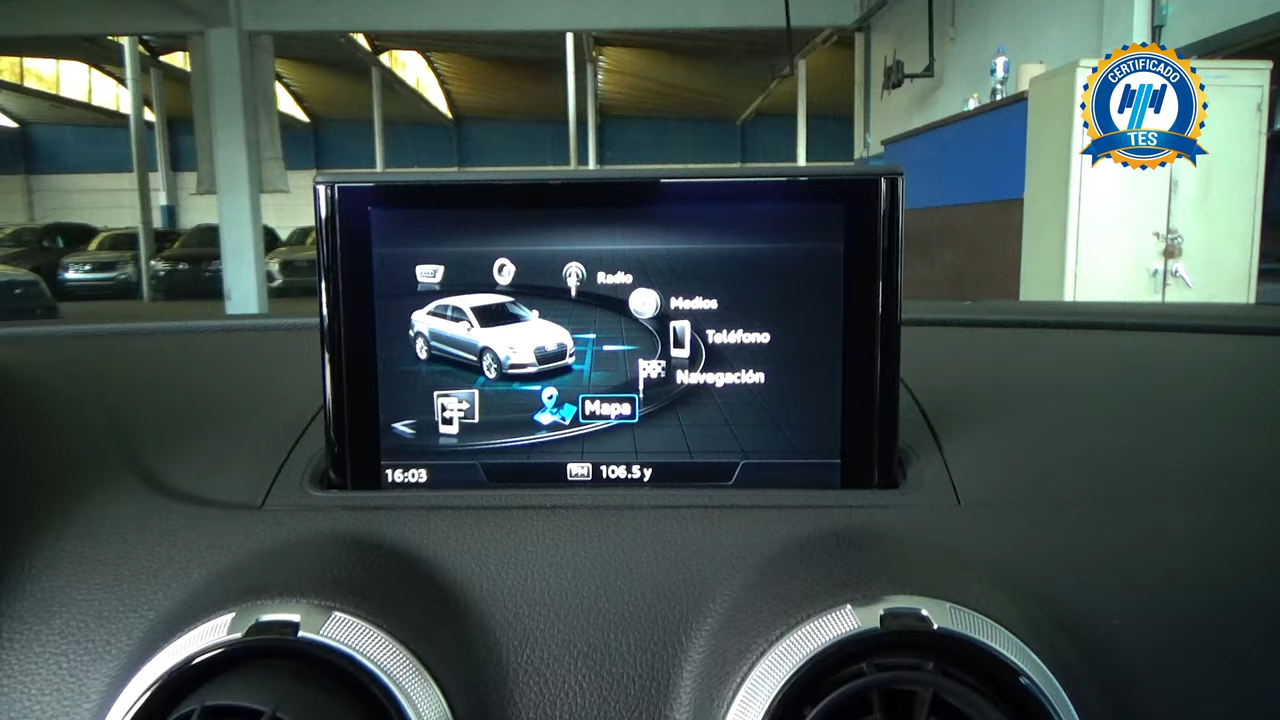 CERTIFICADO
TES
Radio
Medios
Teléfono
Navegación
Mapa
16:03
FM 106.5 y